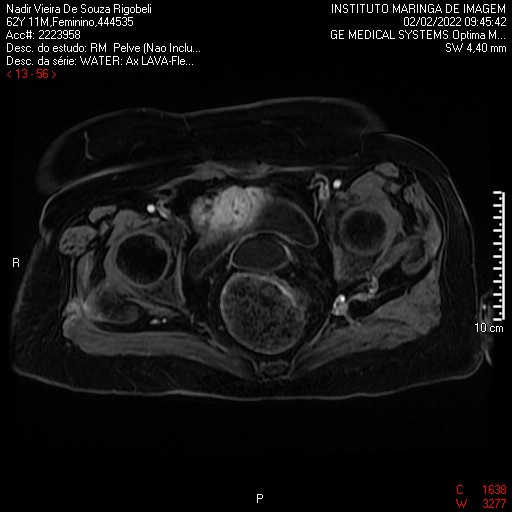 Nadir Vieira De Souza Rigobeli
62Y 11M,Feminino,444535
Acc#: 2223958
Desc. do estudo: RM Pelve (Nao Inclu...
Desc. da série: WATER: Ax LAVA-Fle...
< 13 - 56 >
INSTITUTO MARINGA DE IMAGEM
02/02/2022 09:45:42
GE MEDICAL SYSTEMS Optima M...
SW 4,40 mm
R
10 cm
P
C 1638
W 3277